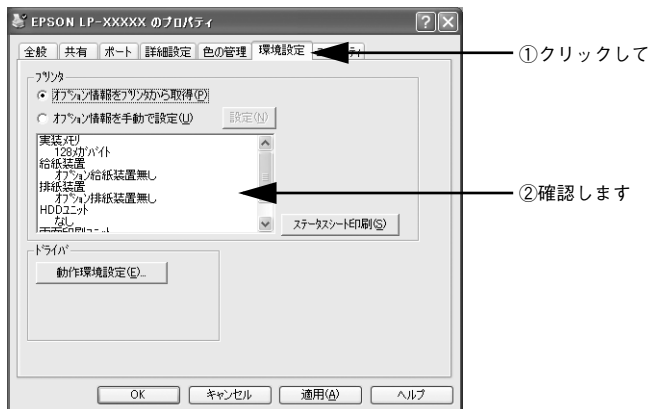 EPSON LP-XXXXX のプロパティ
全般 共有 ポート 詳細設定 色の管理 環境設定
①クリックして
プリンタ
オプション情報をプリンタから取得(P)
オプション情報を手動で設定(U) 設定(N)
実装メモリ
128メガバイト
給紙装置
オプション給紙装置無し
排紙装置
オプション排紙装置無し
HDDユニット
なし
②確認します
ステータスシート印刷(S)
ドライバ
動作環境設定(E)...
OK キャンセル 適用(A) ヘルプ